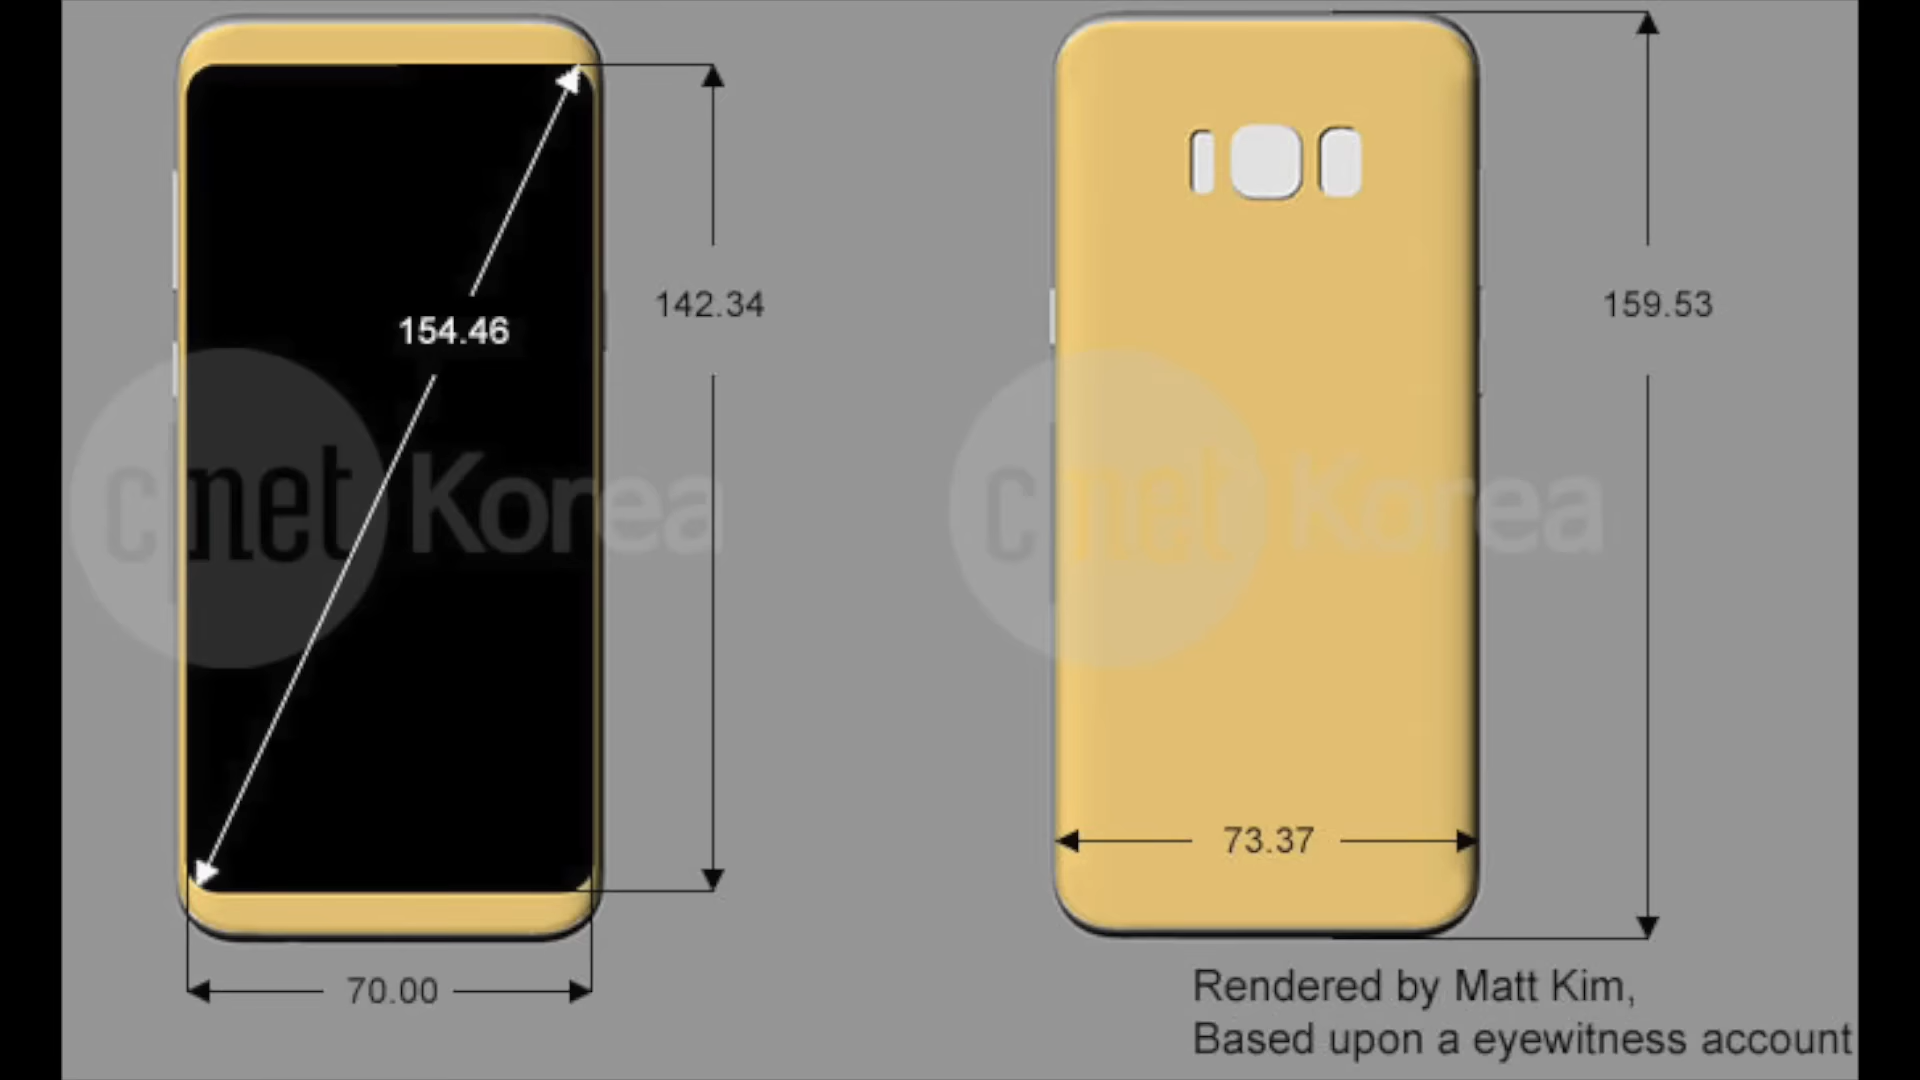 154.46
142.34
159.53
cnet Korea
cnet Korea
73.37
70.00
Rendered by Matt Kim,
Based upon a eyewitness account